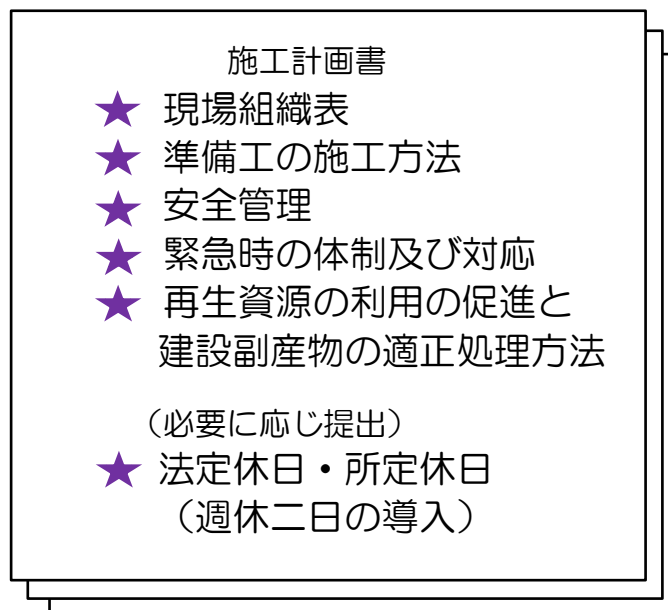 施工計画書
★ 現場組織表
★ 準備工の施工方法
★ 安全管理
★ 緊急時の体制及び対応
★ 再生資源の利用の促進と
建設副産物の適正処理方法
（必要に応じ提出）
★ 法定休日・所定休日
（週休二日の導入）